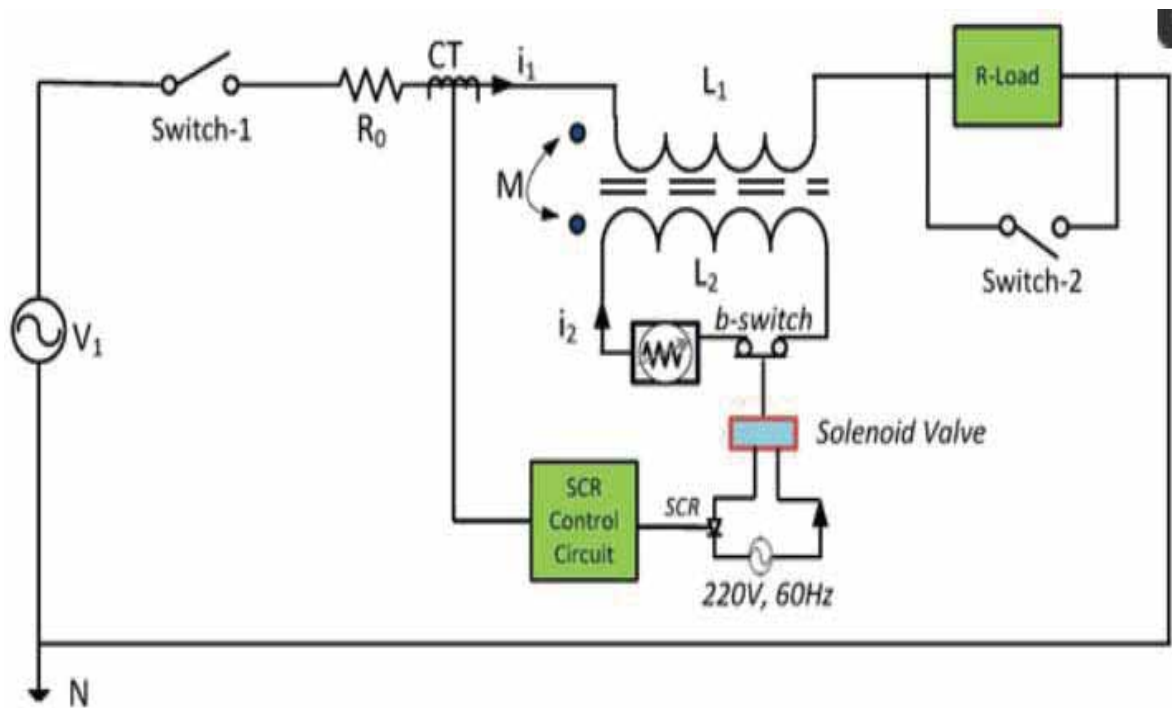 CT
i₁
L₁
R-Load
Switch-1
R₀
M
L₂
Switch-2
V₁
i₂
b-switch
Solenoid Valve
SCR
Control
Circuit
SCR
220V, 60Hz
N